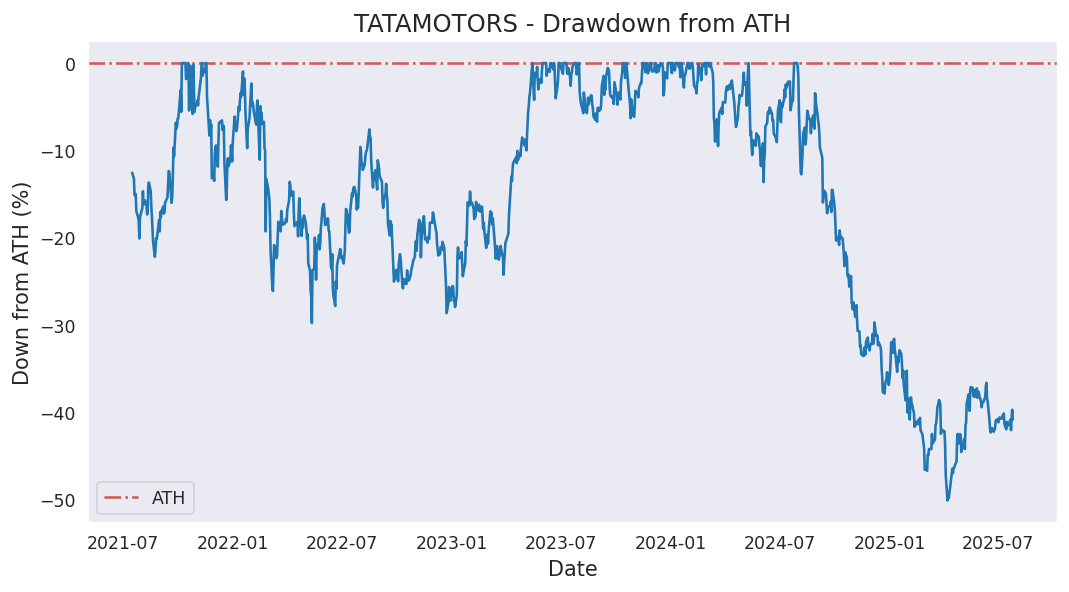 TATAMOTORS - Drawdown from ATH
Down from ATH (%)
0
−10
−20
−30
−40
−50
ATH
2021-07 2022-01 2022-07 2023-01 2023-07 2024-01 2024-07 2025-01 2025-07
Date